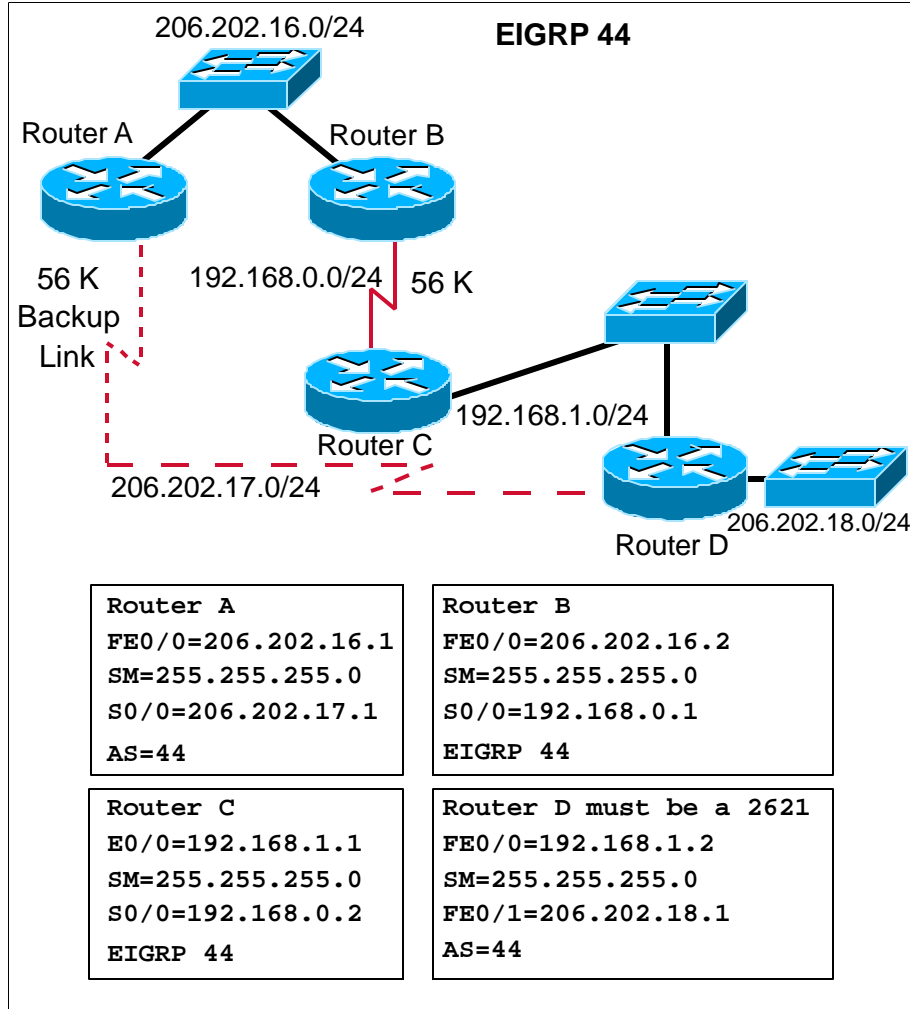 206.202.16.0/24
EIGRP 44
Router A
Router B
56 K
Backup
Link
192.168.0.0/24
56 K
192.168.1.0/24
Router C
206.202.17.0/24
206.202.18.0/24
Router D
Router A
FE0/0=206.202.16.1
SM=255.255.255.0
S0/0=206.202.17.1
AS=44
Router B
FE0/0=206.202.16.2
SM=255.255.255.0
S0/0=192.168.0.1
EIGRP 44
Router C
E0/0=192.168.1.1
SM=255.255.255.0
S0/0=192.168.0.2
EIGRP 44
Router D must be a 2621
FE0/0=192.168.1.2
SM=255.255.255.0
FE0/1=206.202.18.1
AS=44